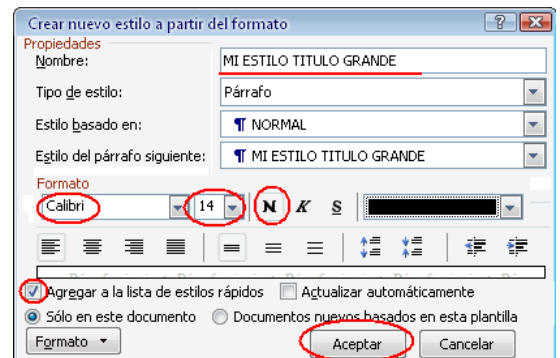 Crear nuevo estilo a partir del formato
Propiedades
Nombre: MI ESTILO TITULO GRANDE
Tipo de estilo: Párrafo
Estilo basado en: ¶ NORMAL
Estilo del párrafo siguiente: ¶ MI ESTILO TITULO GRANDE
Formato
Calibri 14 N K S
Agregar a la lista de estilos rápidos Actualizar automáticamente
Sólo en este documento Documentos nuevos basados en esta plantilla
Formato Aceptar Cancelar